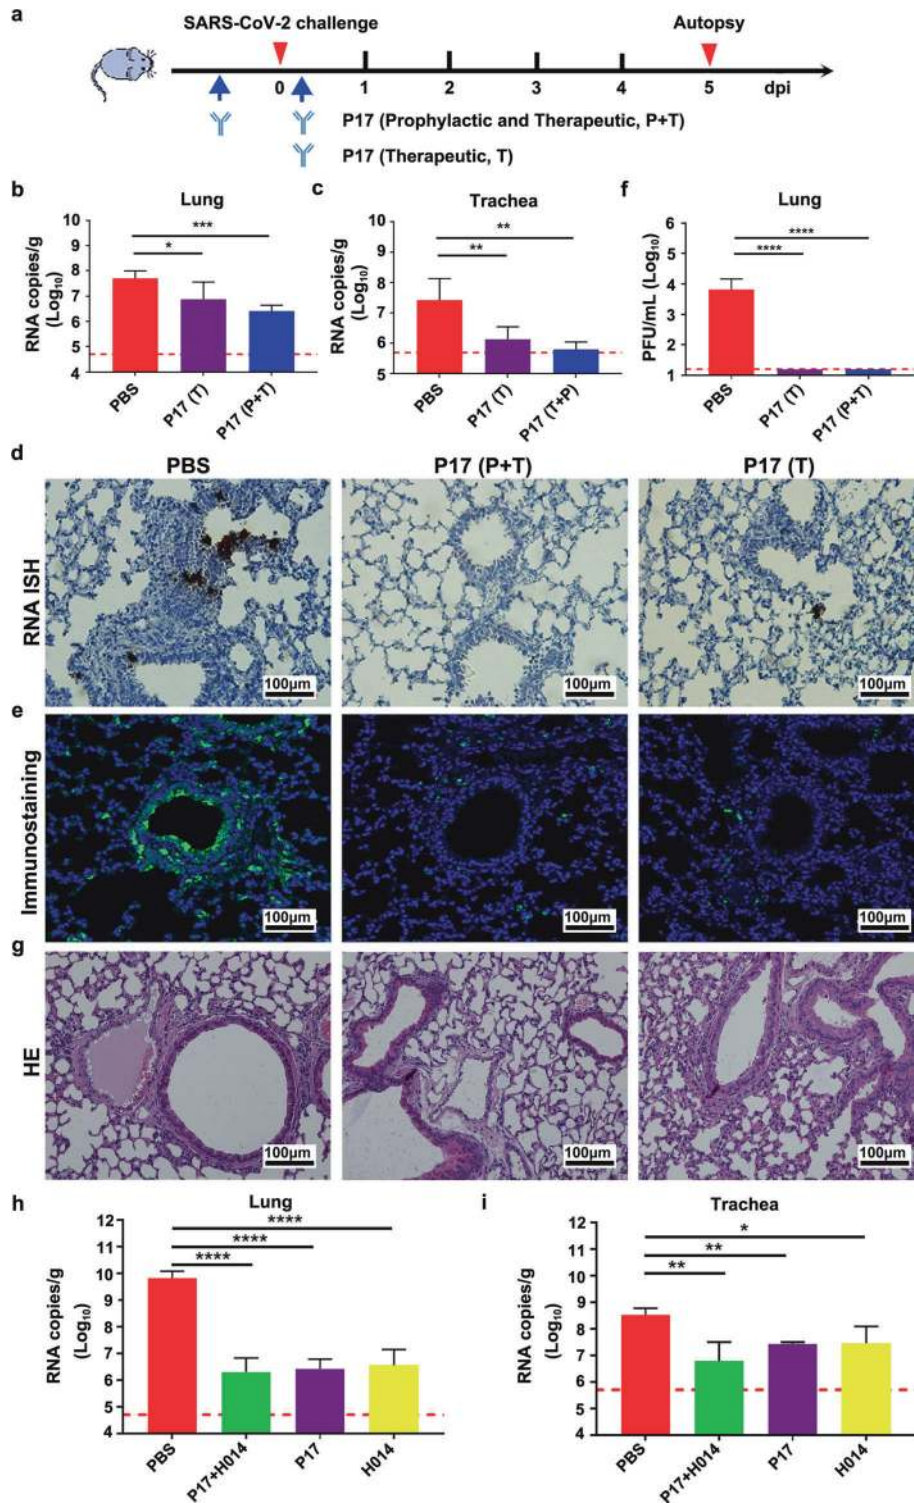 a
SARS-CoV-2 challenge
Autopsy
0 1 2 3 4 5 dpi
P17 (Prophylactic and Therapeutic, P+T)
P17 (Therapeutic, T)
b
Lung
RNA copies/g
(Log10)
10
9
8
7
6
5
4
***
*
PBS
P17 (T)
P17 (P+T)
c
Trachea
RNA copies/g
(Log10)
10
9
8
7
6
5
**
**
PBS
P17 (T)
P17 (T+P)
f
Lung
PFU/mL (Log10)
6
5
4
3
2
1
****
****
PBS
P17 (T)
P17 (P+T)
d
PBS
P17 (P+T)
P17 (T)
RNA ISH
100μm
100μm
100μm
e
Immunostaining
100μm
100μm
100μm
g
HE
100μm
100μm
100μm
h
Lung
RNA copies/g
(Log10)
12
11
10
9
8
7
6
5
4
****
****
****
PBS
P17+H014
P17
H014
i
Trachea
RNA copies/g
(Log10)
12
11
10
9
8
7
6
5
4
*
**
**
PBS
P17+H014
P17
H014